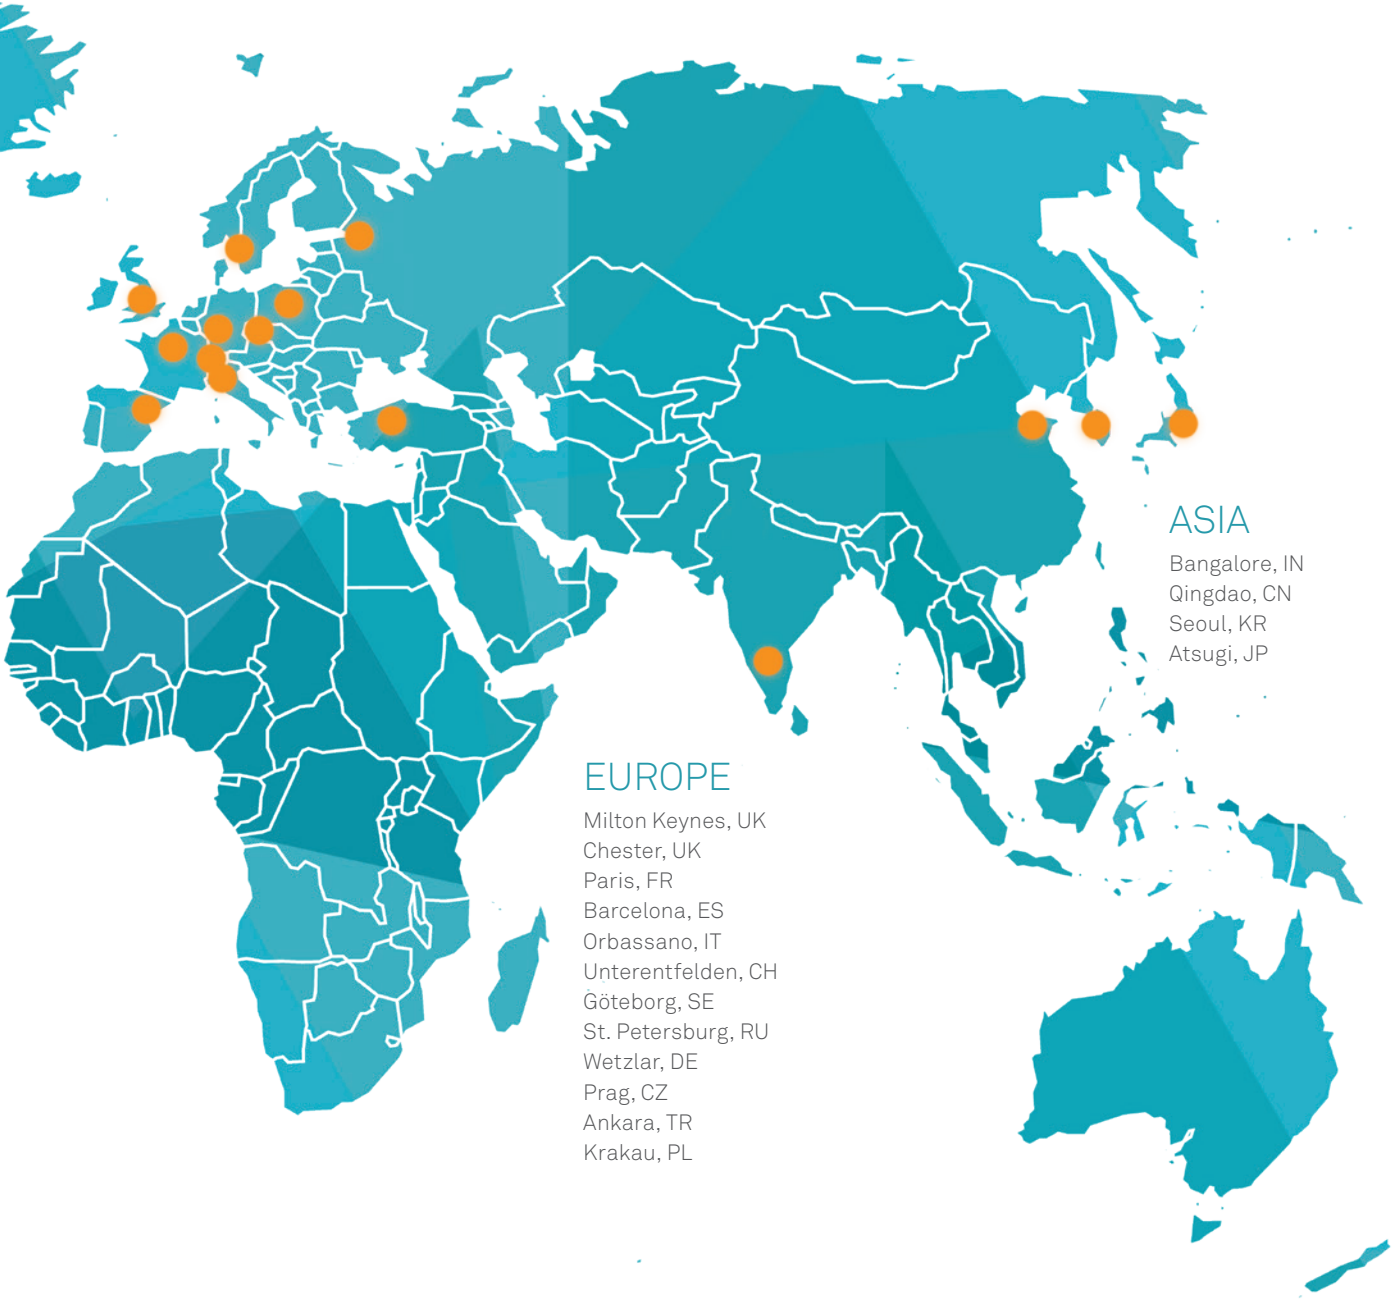 ASIA
Bangalore, IN
Qingdao, CN
Seoul, KR
Atsugi, JP
EUROPE
Milton Keynes, UK
Chester, UK
Paris, FR
Barcelona, ES
Orbassano, IT
Unterentfelden, CH
Göteborg, SE
St. Petersburg, RU
Wetzlar, DE
Prag, CZ
Ankara, TR
Krakau, PL